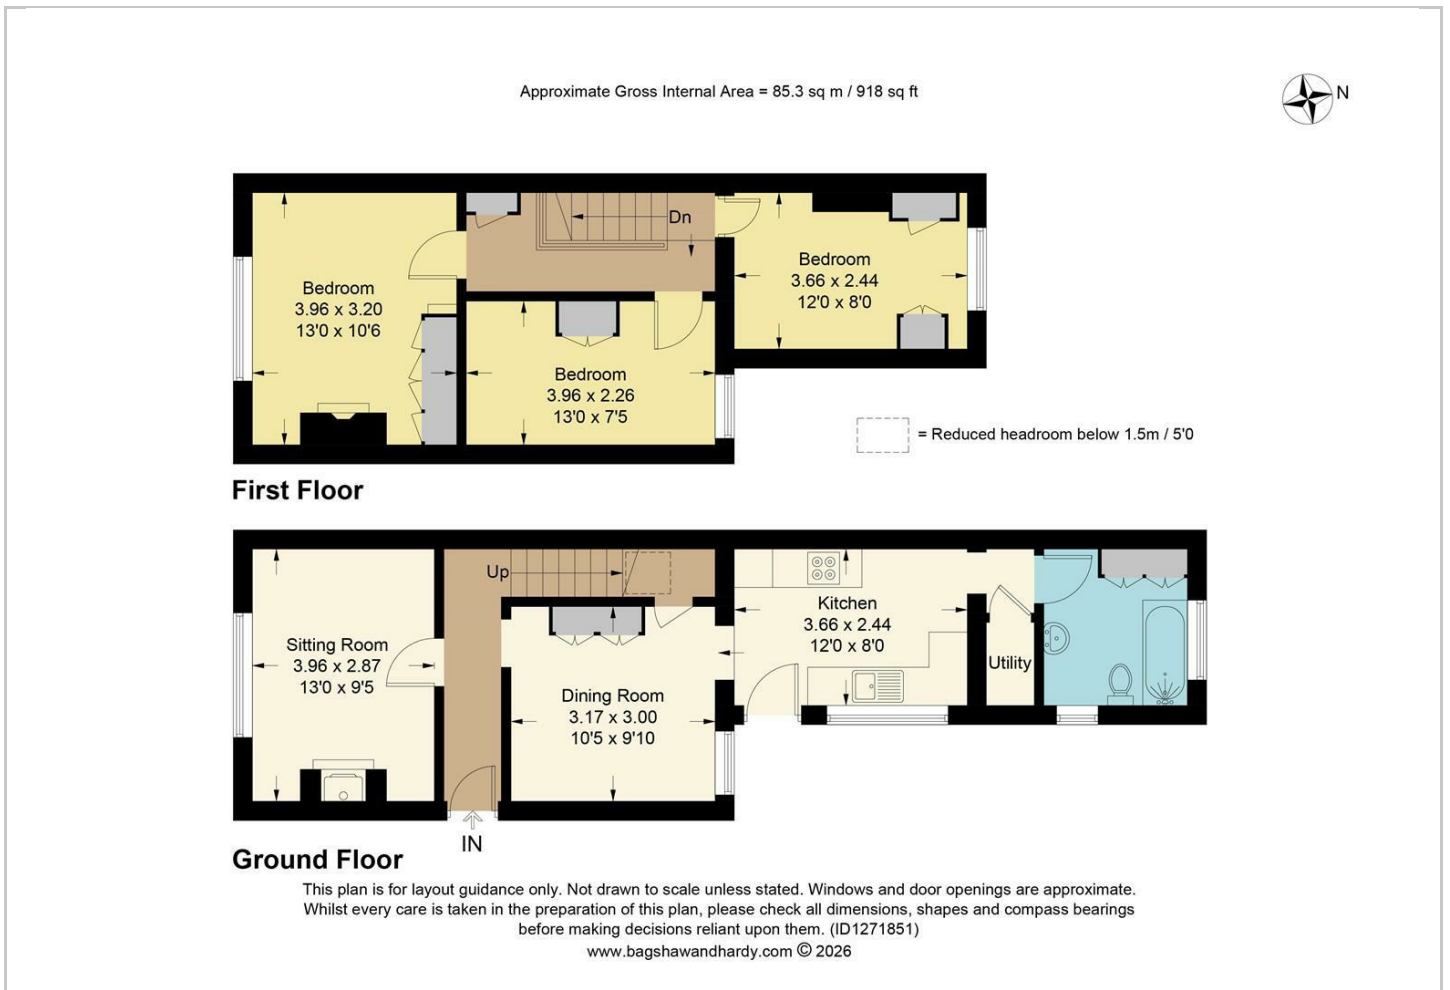 Approximate Gross Internal Area = 85.3 sq m / 918 sq ft
N
Dn
Bedroom
3.96 x 3.20
13'0 x 10'6
Bedroom
3.66 x 2.44
12'0 x 8'0
Bedroom
3.96 x 2.26
13'0 x 7'5
= Reduced headroom below 1.5m / 5'0
First Floor
Up
Sitting Room
3.96 x 2.87
13'0 x 9'5
Kitchen
3.66 x 2.44
12'0 x 8'0
Utility
Dining Room
3.17 x 3.00
10'5 x 9'10
IN
Ground Floor
This plan is for layout guidance only. Not drawn to scale unless stated. Windows and door openings are approximate.
Whilst every care is taken in the preparation of this plan, please check all dimensions, shapes and compass bearings
before making decisions reliant upon them. (ID1271851)
www.bagshawandhardy.com © 2026